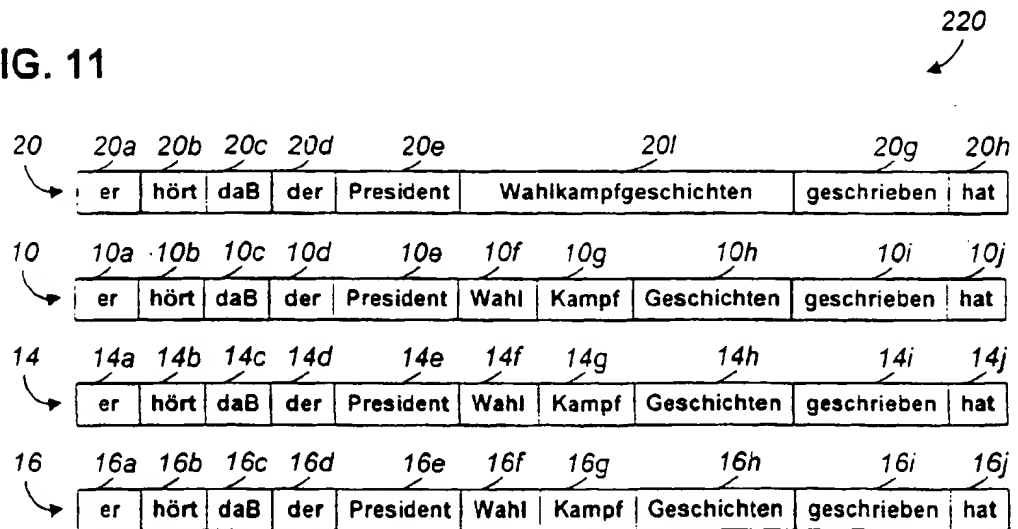 220
IG. 11
20 20a 20b 20c 20d 20e 20l 20g 20h
er hört daB der President Wahlkampfgeschichten geschrieben hat
10 10a 10b 10c 10d 10e 10f 10g 10h 10i 10j
er hört daB der President Wahl Kampf Geschichten geschrieben hat
14 14a 14b 14c 14d 14e 14f 14g 14h 14i 14j
er hört daB der President Wahl Kampf Geschichten geschrieben hat
16 16a 16b 16c 16d 16e 16f 16g 16h 16i 16j
er hört daB der President Wahl Kampf Geschichten geschrieben hat